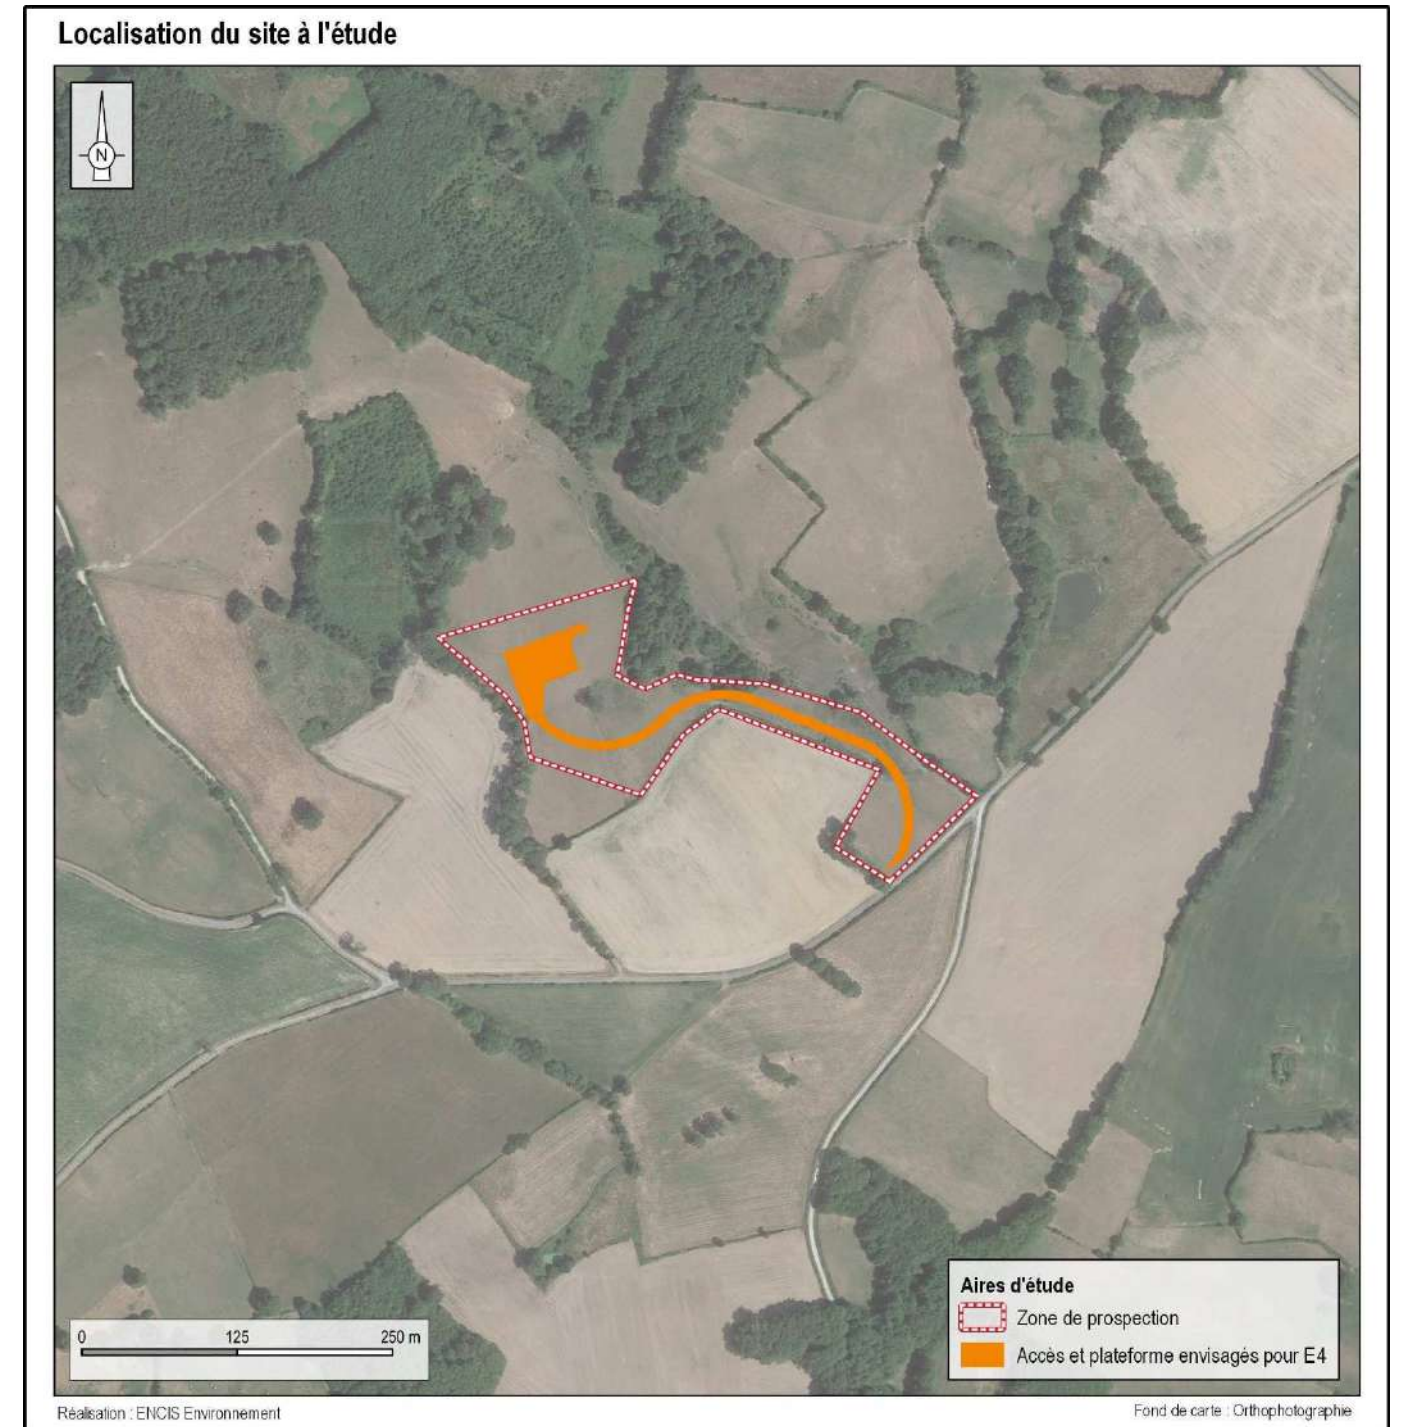 Localisation du site à l'étude
N
Aires d'étude
Zone de prospection
Accès et plateforme envisagés pour E4
0 125 250 m
Réalisation : ENCIS Environnement
Fond de carte : Orthophotographie